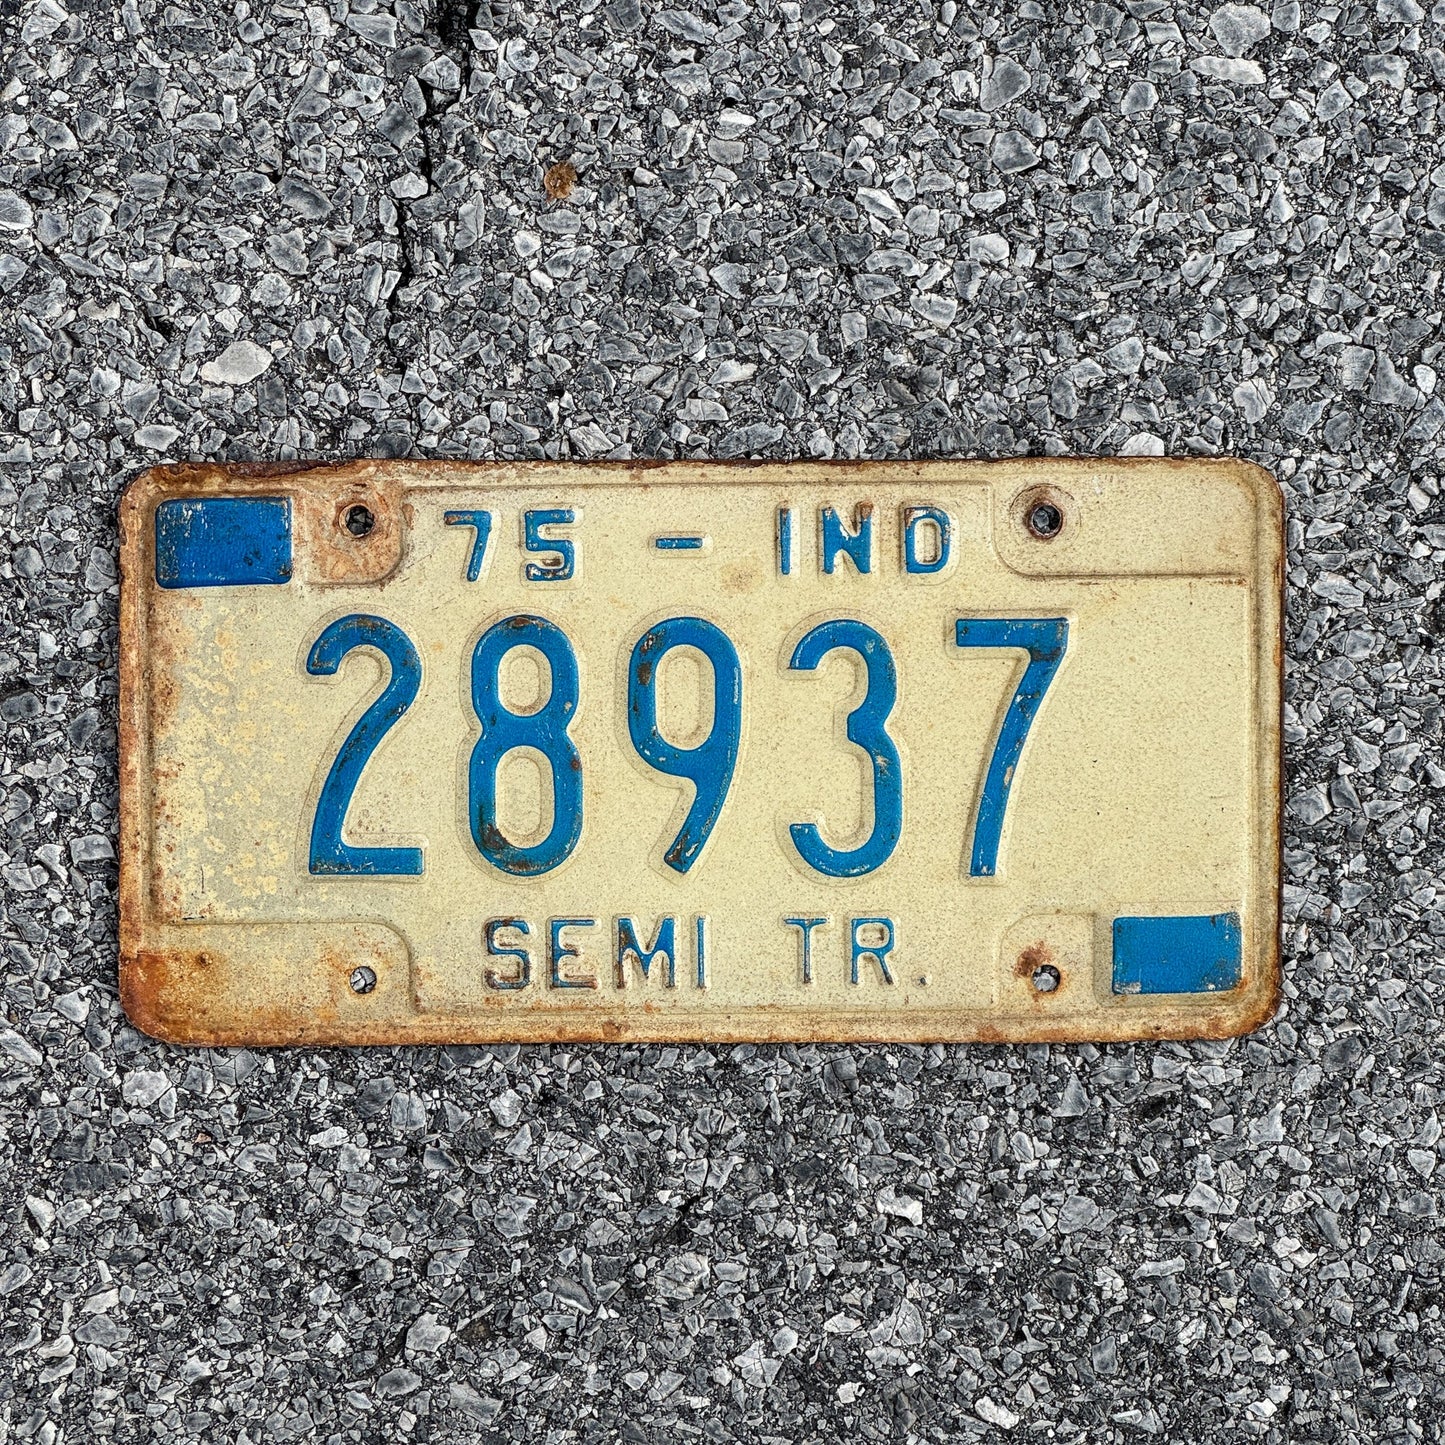 75 - IND
28937
SEMI TR.